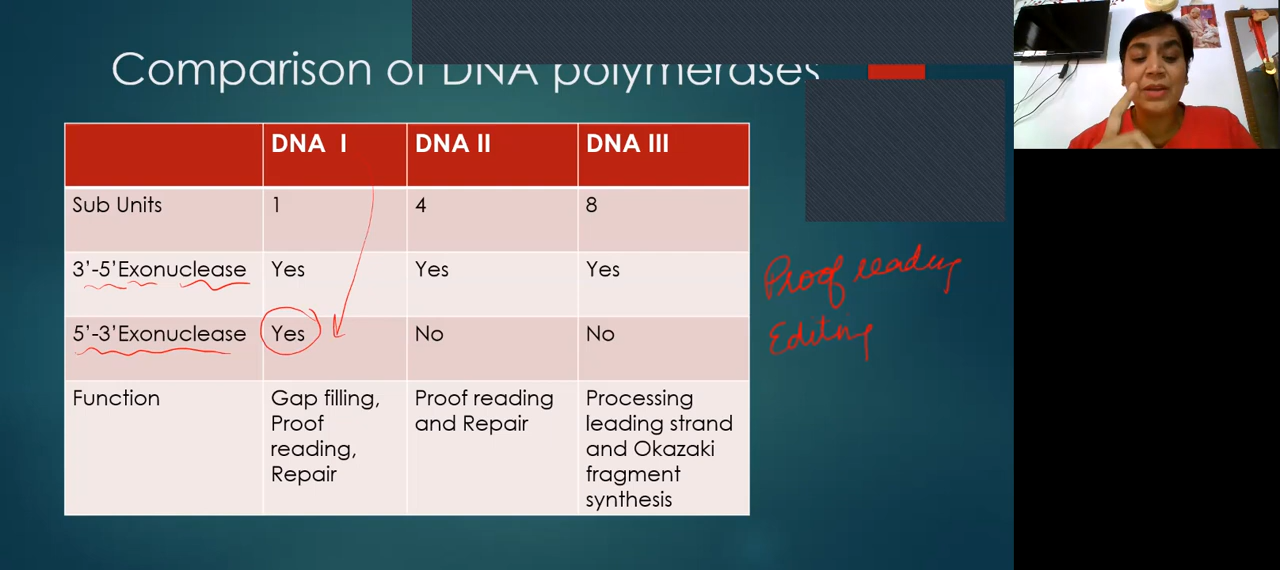 Comparison of DNA polymerases
DNA I
DNA II
DNA III
Sub Units
1
4
8
3'-5'Exonuclease
Yes
Yes
Yes
5'-3'Exonuclease
Yes
No
No
Function
Gap filling,
Proof
reading,
Repair
Proof reading
and Repair
Processing
leading strand
and Okazaki
fragment
synthesis
Proof reading
Editing